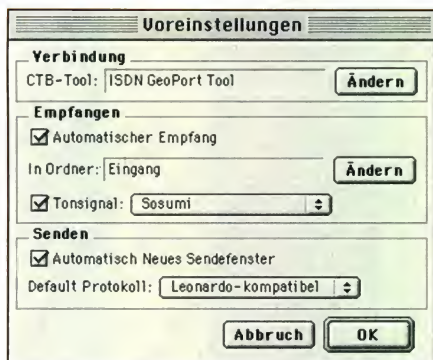 Voreinstellungen
Verbindung
CTB-Tool: ISDN GeoPort Tool Ändern
Empfangen
Automatischer Empfang
In Ordner: Eingang Ändern
Tonsignal: Sosumi
Senden
Automatisch Neues Sendefenster
Default Protokoll: Leonardo-kompatibel
Abbruch OK